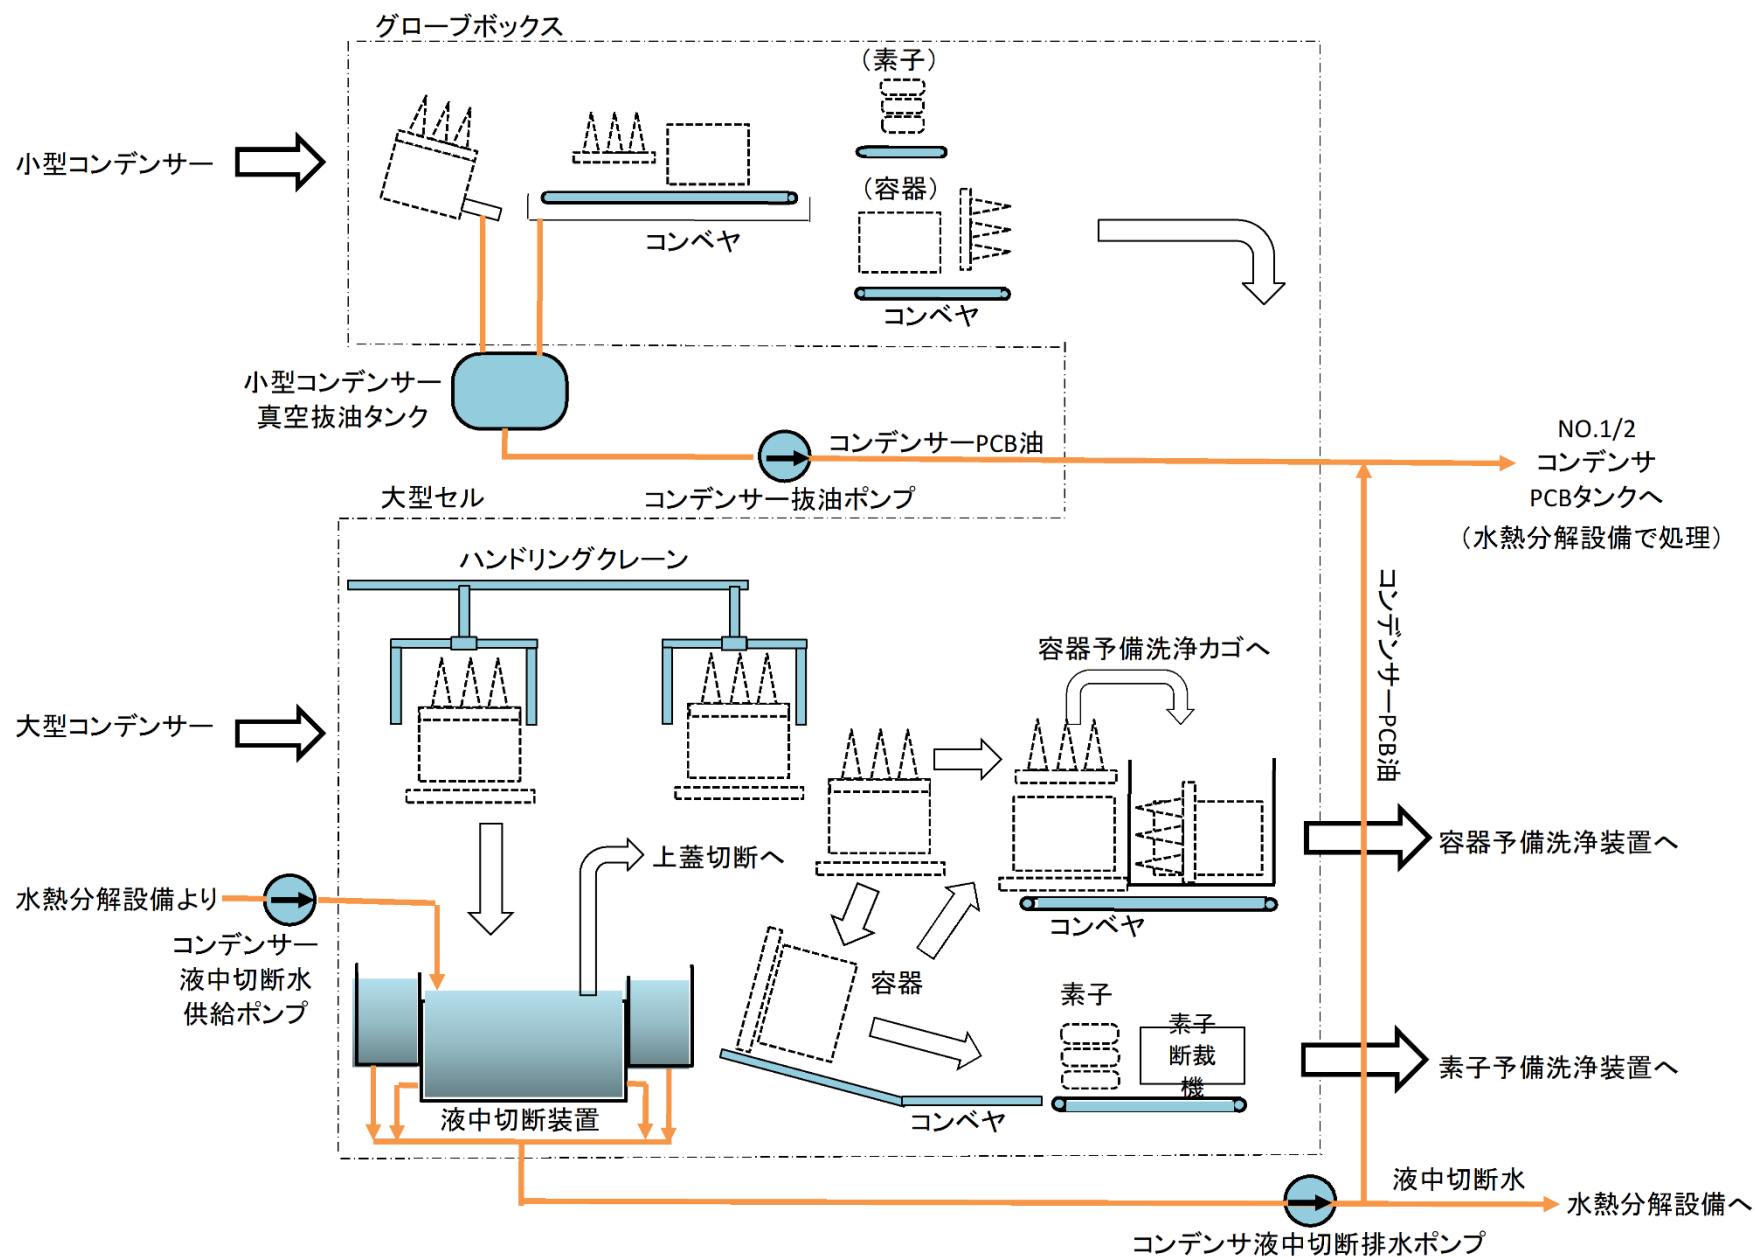 グローブボックス
(素子)
小型コンデンサー
(容器)
コンベヤ
コンベヤ
小型コンデンサー
真空抜油タンク
コンデンサーPCB油
コンデンサー抜油ポンプ
NO.1/2
コンデンサ
PCBタンクへ
(水熱分解設備で処理)
大型セル
ハンドリングクレーン
コンデンサーPCB油
容器予備洗浄カゴへ
大型コンデンサー
上蓋切断へ
容器予備洗浄装置へ
水熱分解設備より
コンデンサー
液中切断水
供給ポンプ
コンベヤ
容器
素子
素子
断裁
機
素子予備洗浄装置へ
液中切断装置
コンベヤ
液中切断水
水熱分解設備へ
コンデンサ液中切断排水ポンプ